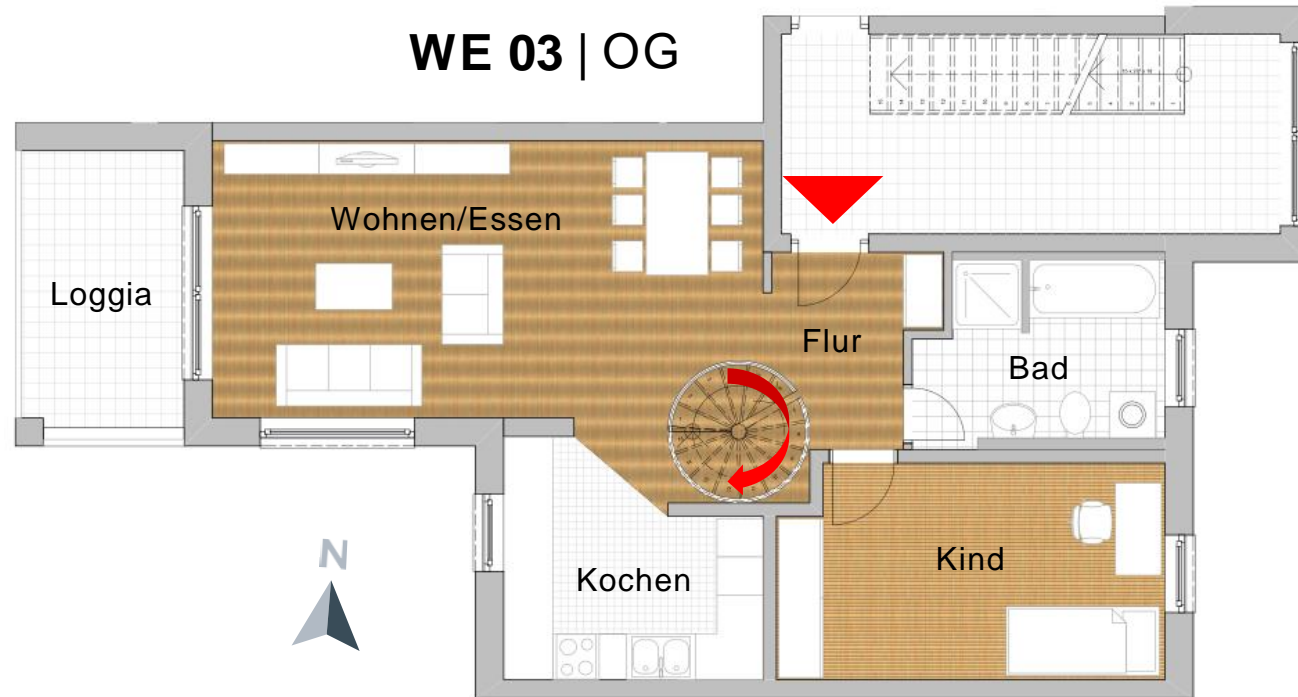 WE 03 | OG
Wohnen/Essen
Loggia
Flur
Bad
Kochen
Kind
N